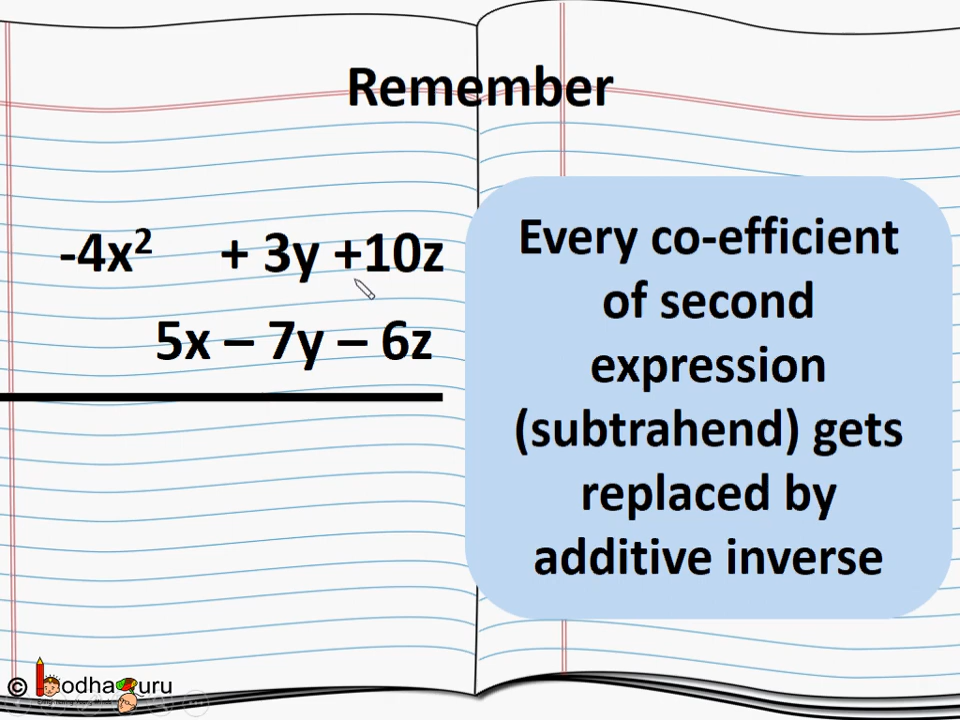 Remember
-4x² + 3y +10z
5x – 7y – 6z
Every co-efficient
of second
expression
(subtrahend) gets
replaced by
additive inverse
©